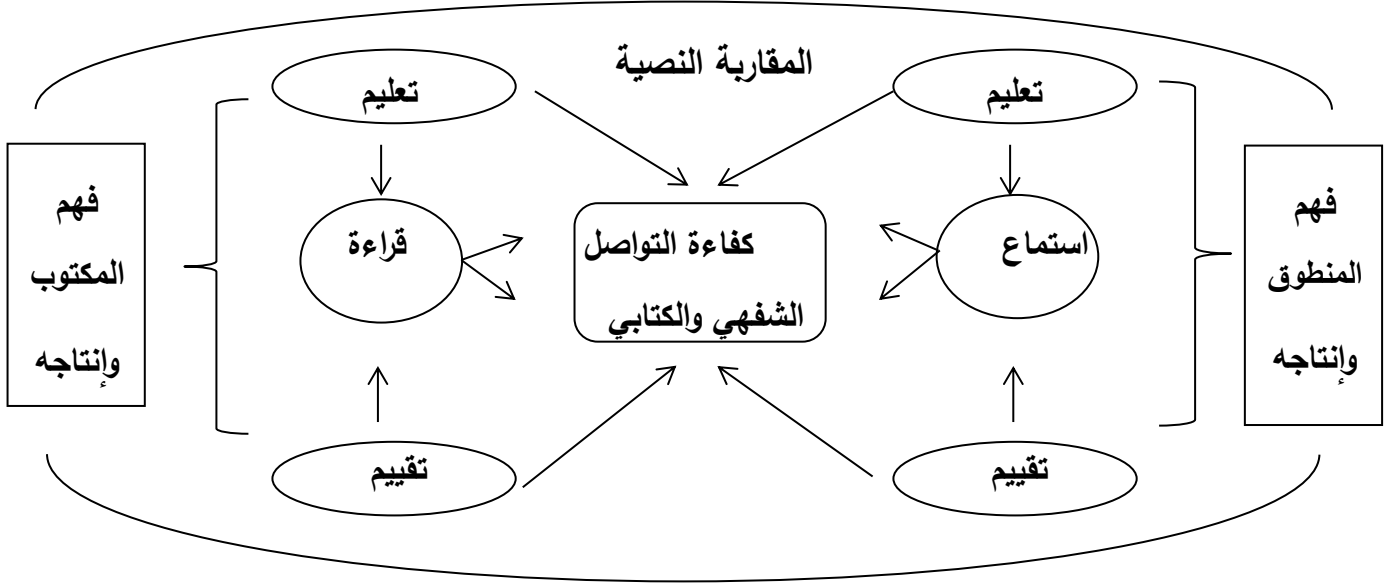 المقاربة النصية
تعليم
تعليم
فهم
المنطوق
وإنتاجه
استماع
كفاءة التواصل
الشفهي والكتابي
قراءة
فهم
المكتوب
وإنتاجه
تقييم
تقييم